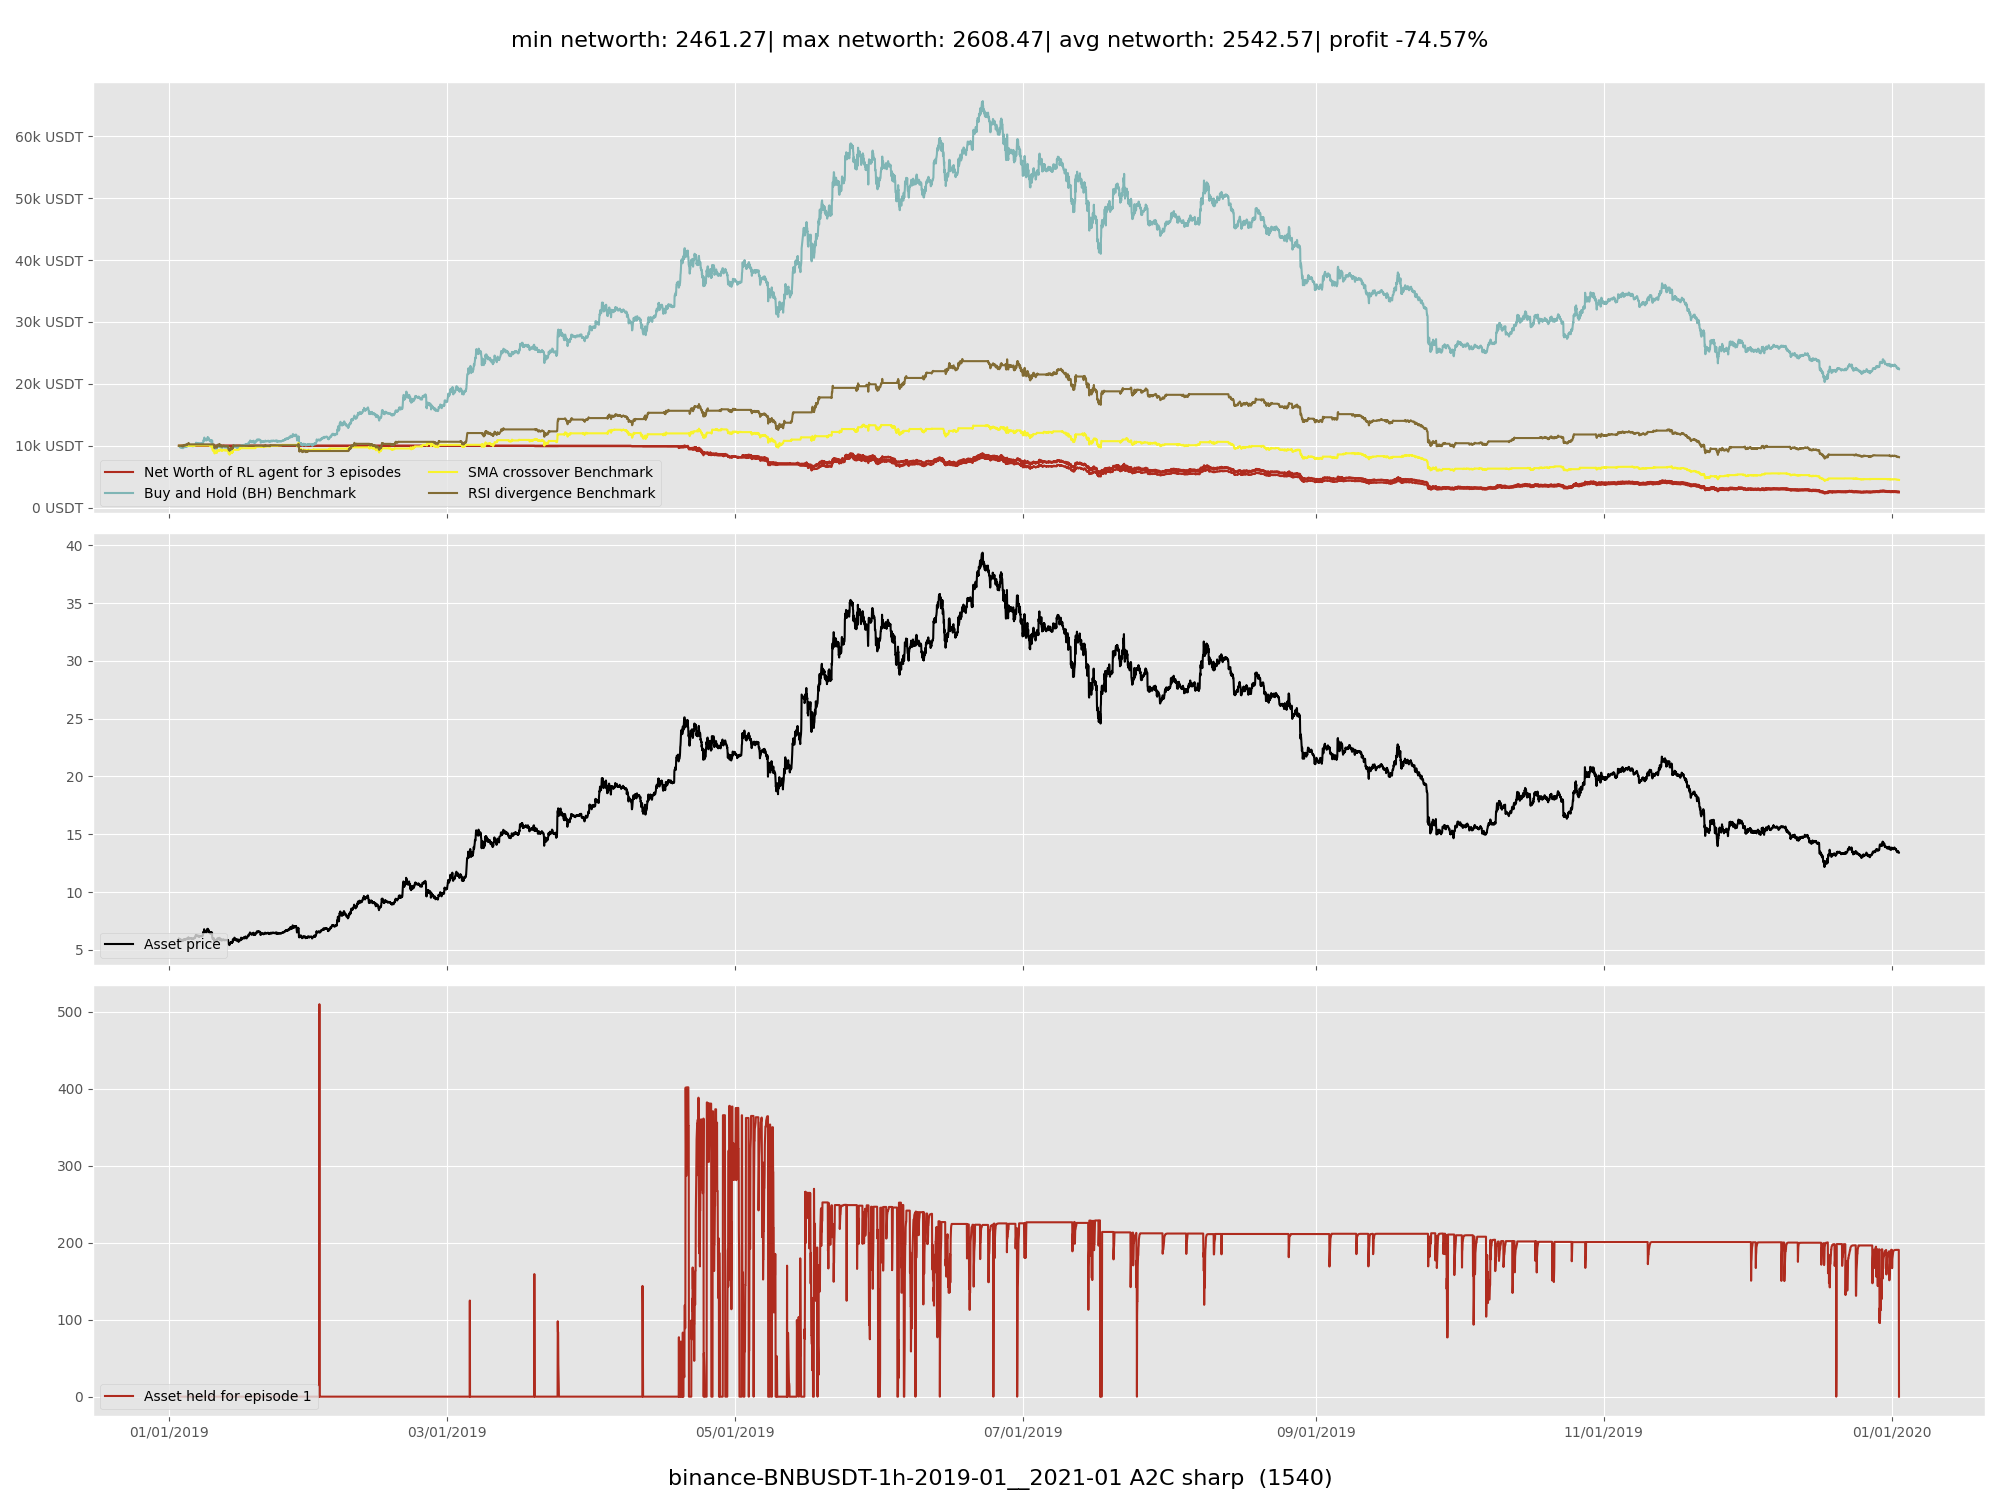 min networth: 2461.27| max networth: 2608.47| avg networth: 2542.57| profit -74.57%
60k USDT
50k USDT
40k USDT
30k USDT
20k USDT
10k USDT
0 USDT
Net Worth of RL agent for 3 episodes
Buy and Hold (BH) Benchmark
SMA crossover Benchmark
RSI divergence Benchmark
40
35
30
25
20
15
10
5
Asset price
500
400
300
200
100
0
Asset held for episode 1
01/01/2019 03/01/2019 05/01/2019 07/01/2019 09/01/2019 11/01/2019 01/01/2020
binance-BNBUSDT-1h-2019-01__2021-01 A2C sharp (1540)